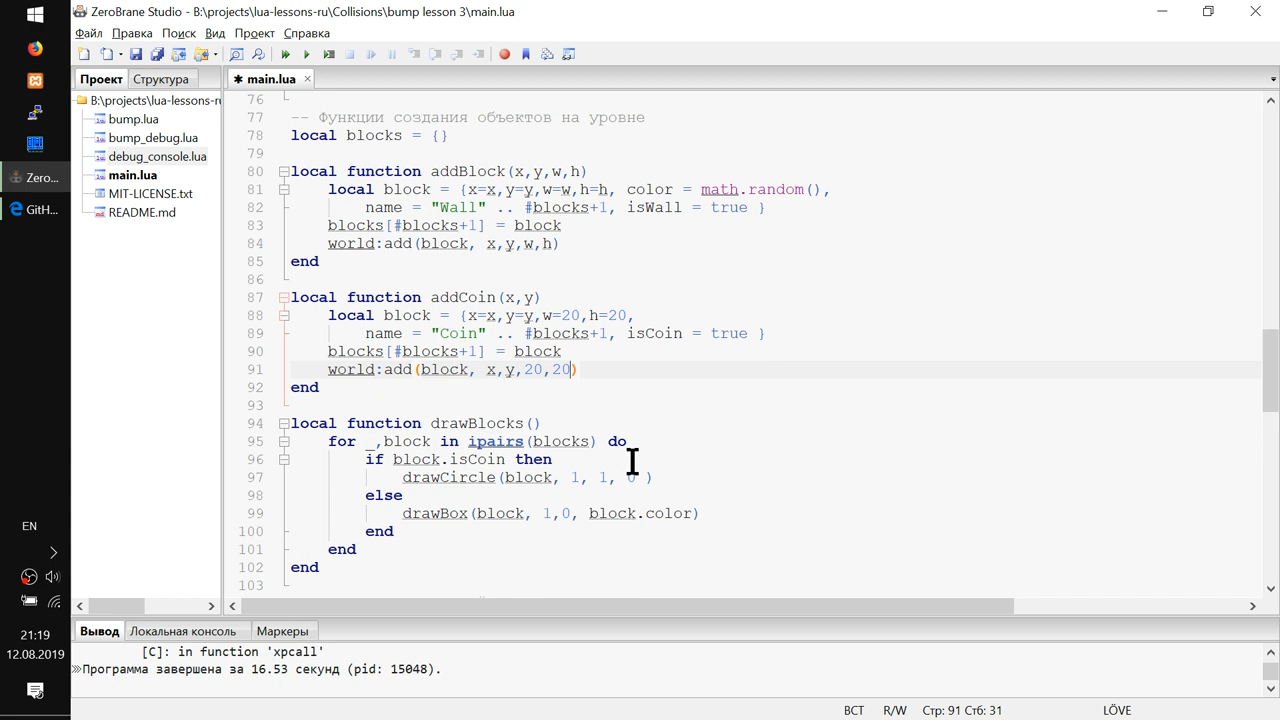 ZeroBrane Studio - B:\projects\lua-lessons-ru\Collisions\bump lesson 3\main.lua
Файл Правка Поиск Вид Проект Справка
Проект Структура
B:\projects\lua-lessons-ru
bump.lua
bump_debug.lua
debug_console.lua
main.lua
MIT-LICENSE.txt
README.md
main.lua
76
77 -- Функции создания объектов на уровне
78 local blocks = {}
79
80 local function addBlock(x,y,w,h)
81 local block = {x=x,y=y,w=w,h=h, color = math.random(),
82 name = "Wall" .. #blocks+1, isWall = true }
83 blocks[#blocks+1] = block
84 world:add(block, x,y,w,h)
85 end
86
87 local function addCoin(x,y)
88 local block = {x=x,y=y,w=20,h=20,
89 name = "Coin" .. #blocks+1, isCoin = true }
90 blocks[#blocks+1] = block
91 world:add(block, x,y,20,20)
92 end
93
94 local function drawBlocks()
95 for _,block in ipairs(blocks) do
96 if block.isCoin then
97 drawCircle(block, 1, 1, 0 )
98 else
99 drawBox(block, 1,0, block.color)
100 end
101 end
102 end
103
Zero...
GitH...
EN
21:19
12.08.2019
Вывод Локальная консоль Маркеры
[C]: in function 'xpcall'
Программа завершена за 16.53 секунд (pid: 15048).
ВСТ R/W Стр: 91 Стб: 31 LÖVE